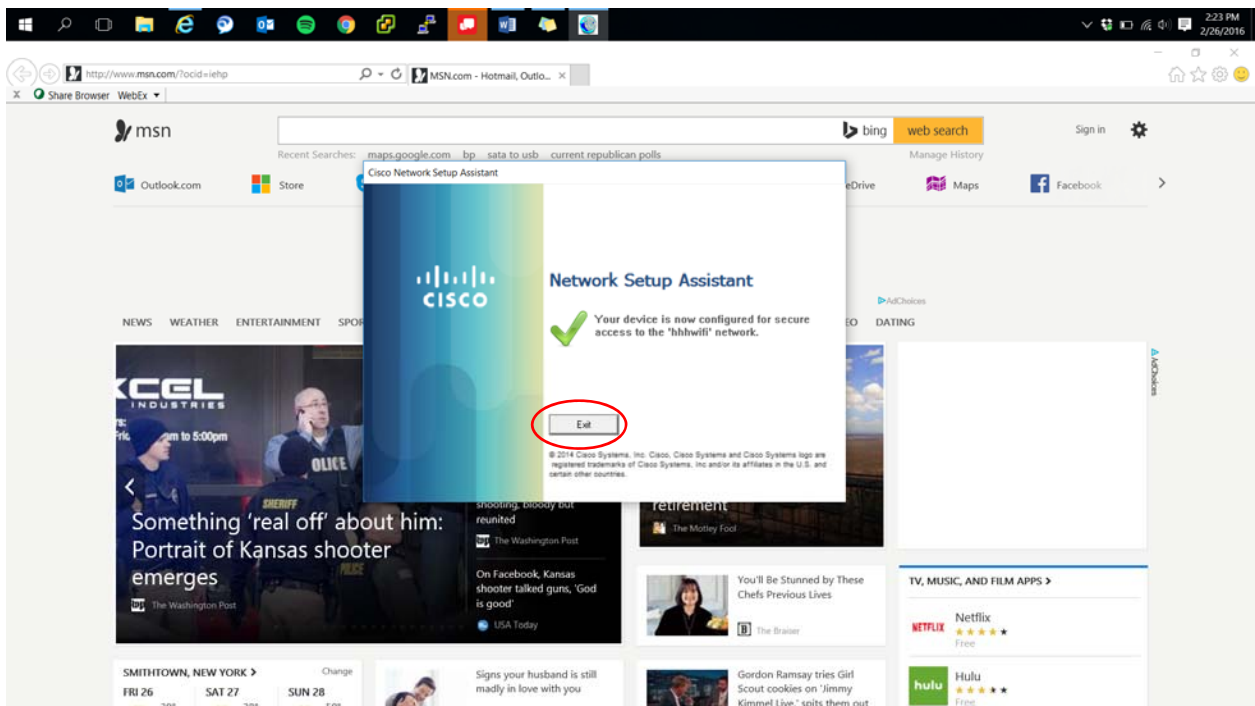 2:23 PM
2/26/2016
http://www.msn.com/?ocid=iehp
MSN.com - Hotmail, Outlo...
x Share Browser WebEx
msn
bing
web search
Sign in
Recent Searches: maps.google.com bp sata to usb current republican polls
Manage History
Outlook.com
Store
eDrive
Maps
Facebook
Cisco Network Setup Assistant
CISCO
Network Setup Assistant
Your device is now configured for secure
access to the 'hhhwifi' network.
Exit
© 2014 Cisco Systems, Inc. Cisco, Cisco Systems and Cisco Systems logo are
registered trademarks of Cisco Systems, Inc and/or its affiliates in the U.S. and
certain other countries.
AdChoices
NEWS WEATHER ENTERTAINMENT SPOR
EO DATING
AdChoices
XCEL
INDUSTRIES
am to 5:00pm
OLICE
SHERIFF
POLICE
Something 'real off' about him:
Portrait of Kansas shooter
emerges
The Washington Post
shooting, bloody but
reunited
The Washington Post
On Facebook, Kansas
shooter talked guns, 'God
is good'
USA Today
retirement
The Motley Fool
You'll Be Stunned by These
Chefs Previous Lives
B The Braiser
TV, MUSIC, AND FILM APPS >
NETFLIX
Netflix
Free
hulu
Hulu
Free
SMITHTOWN, NEW YORK >
Change
FRI 26 SAT 27 SUN 28
Signs your husband is still
madly in love with you
Gordon Ramsay tries Girl
Scout cookies on 'Jimmy
Kimmel Live,' spits them out